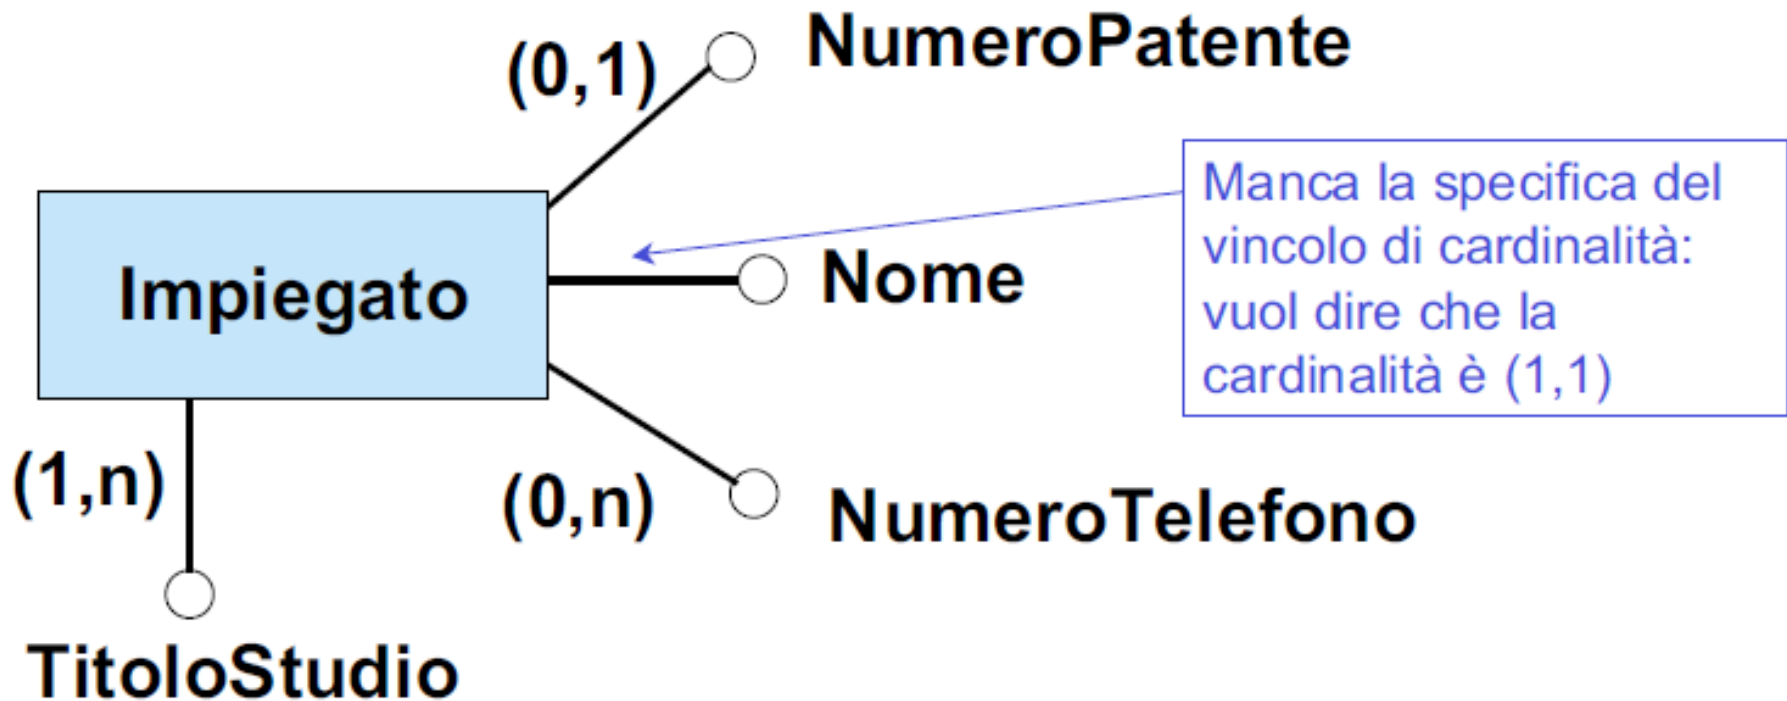 (0,1)
NumeroPatente
Manca la specifica del
vincolo di cardinalità:
vuol dire che la
cardinalità è (1,1)
Impiegato
Nome
(1,n)
(0,n)
NumeroTelefono
TitoloStudio